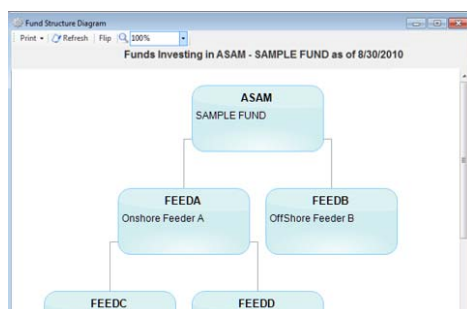 Fund Structure Diagram
Print Refresh Flip 100%
Funds Investing in ASAM - SAMPLE FUND as of 8/30/2010
ASAM
SAMPLE FUND
FEEDA FEEDB
Onshore Feeder A OffShore Feeder B
FEEDC FEEDD